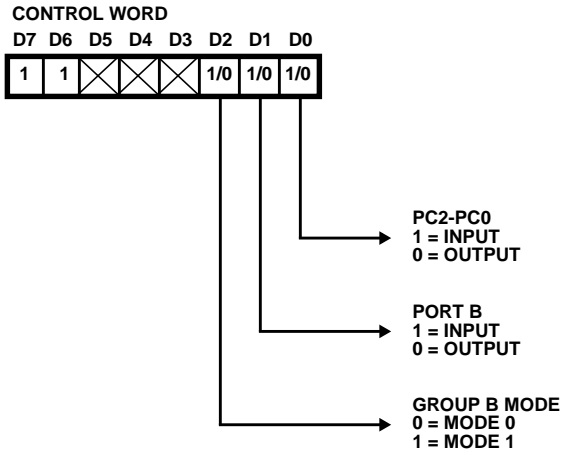 CONTROL WORD
D7 D6 D5 D4 D3 D2 D1 D0
1 1 1/0 1/0 1/0
PC2-PC0
1 = INPUT
0 = OUTPUT
PORT B
1 = INPUT
0 = OUTPUT
GROUP B MODE
0 = MODE 0
1 = MODE 1